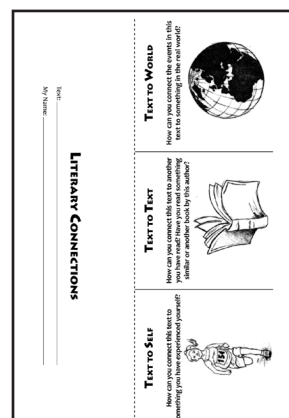 LITERARY CONNECTIONS
Text:
My Name:
TEXT TO SELF
How can you connect this text to
something you have experienced yourself?
TEXT TO TEXT
How can you connect this text to another
you have read? Have you read something
similar or another book by this author?
TEXT TO WORLD
How can you connect the events in this
text to something in the real world?